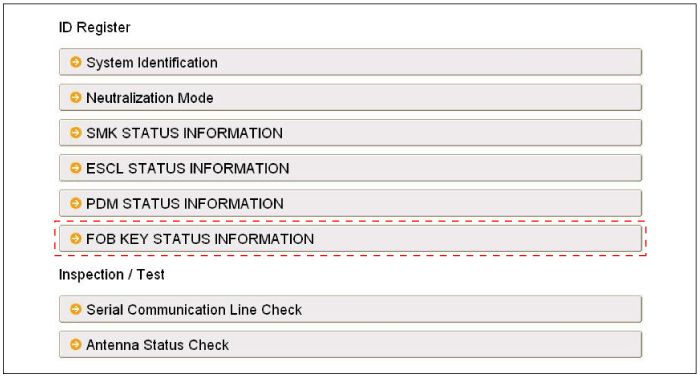 ID Register
System Identification
Neutralization Mode
SMK STATUS INFORMATION
ESCL STATUS INFORMATION
PDM STATUS INFORMATION
FOB KEY STATUS INFORMATION
Inspection / Test
Serial Communication Line Check
Antenna Status Check